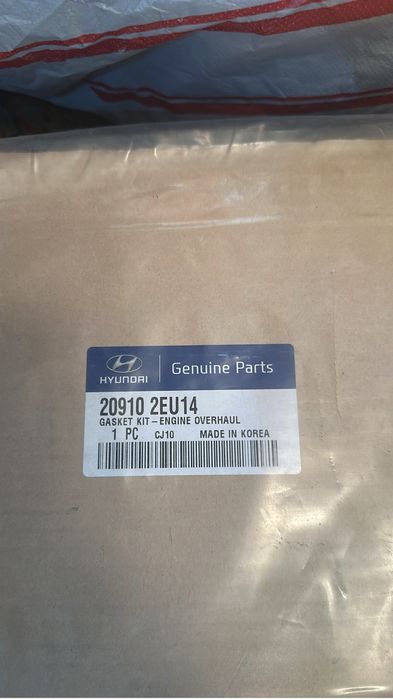 HYUNDAI
Genuine Parts
20910 2EU14
GASKET KIT-ENGINE OVERHAUL
1 PC CJ10 MADE IN KOREA